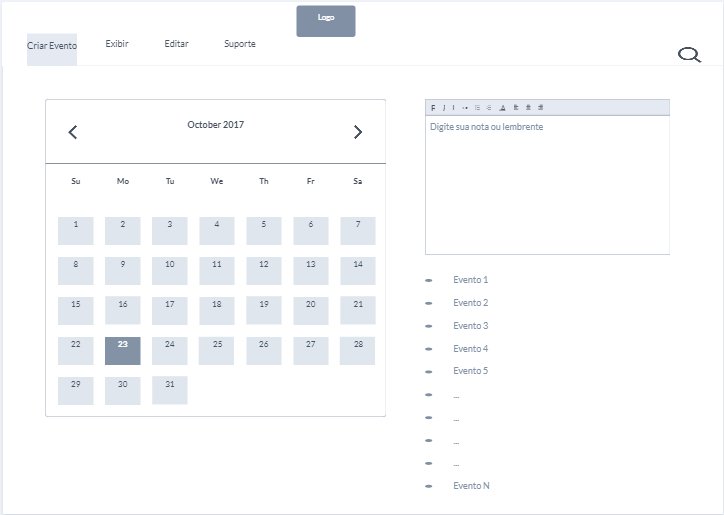 Logo
Criar Evento Exibir Editar Suporte
October 2017
Su Mo Tu We Th Fr Sa
1 2 3 4 5 6 7
8 9 10 11 12 13 14
15 16 17 18 19 20 21
22 23 24 25 26 27 28
29 30 31
Digite sua nota ou lembrente
Evento 1
Evento 2
Evento 3
Evento 4
Evento 5
...
...
...
...
Evento N